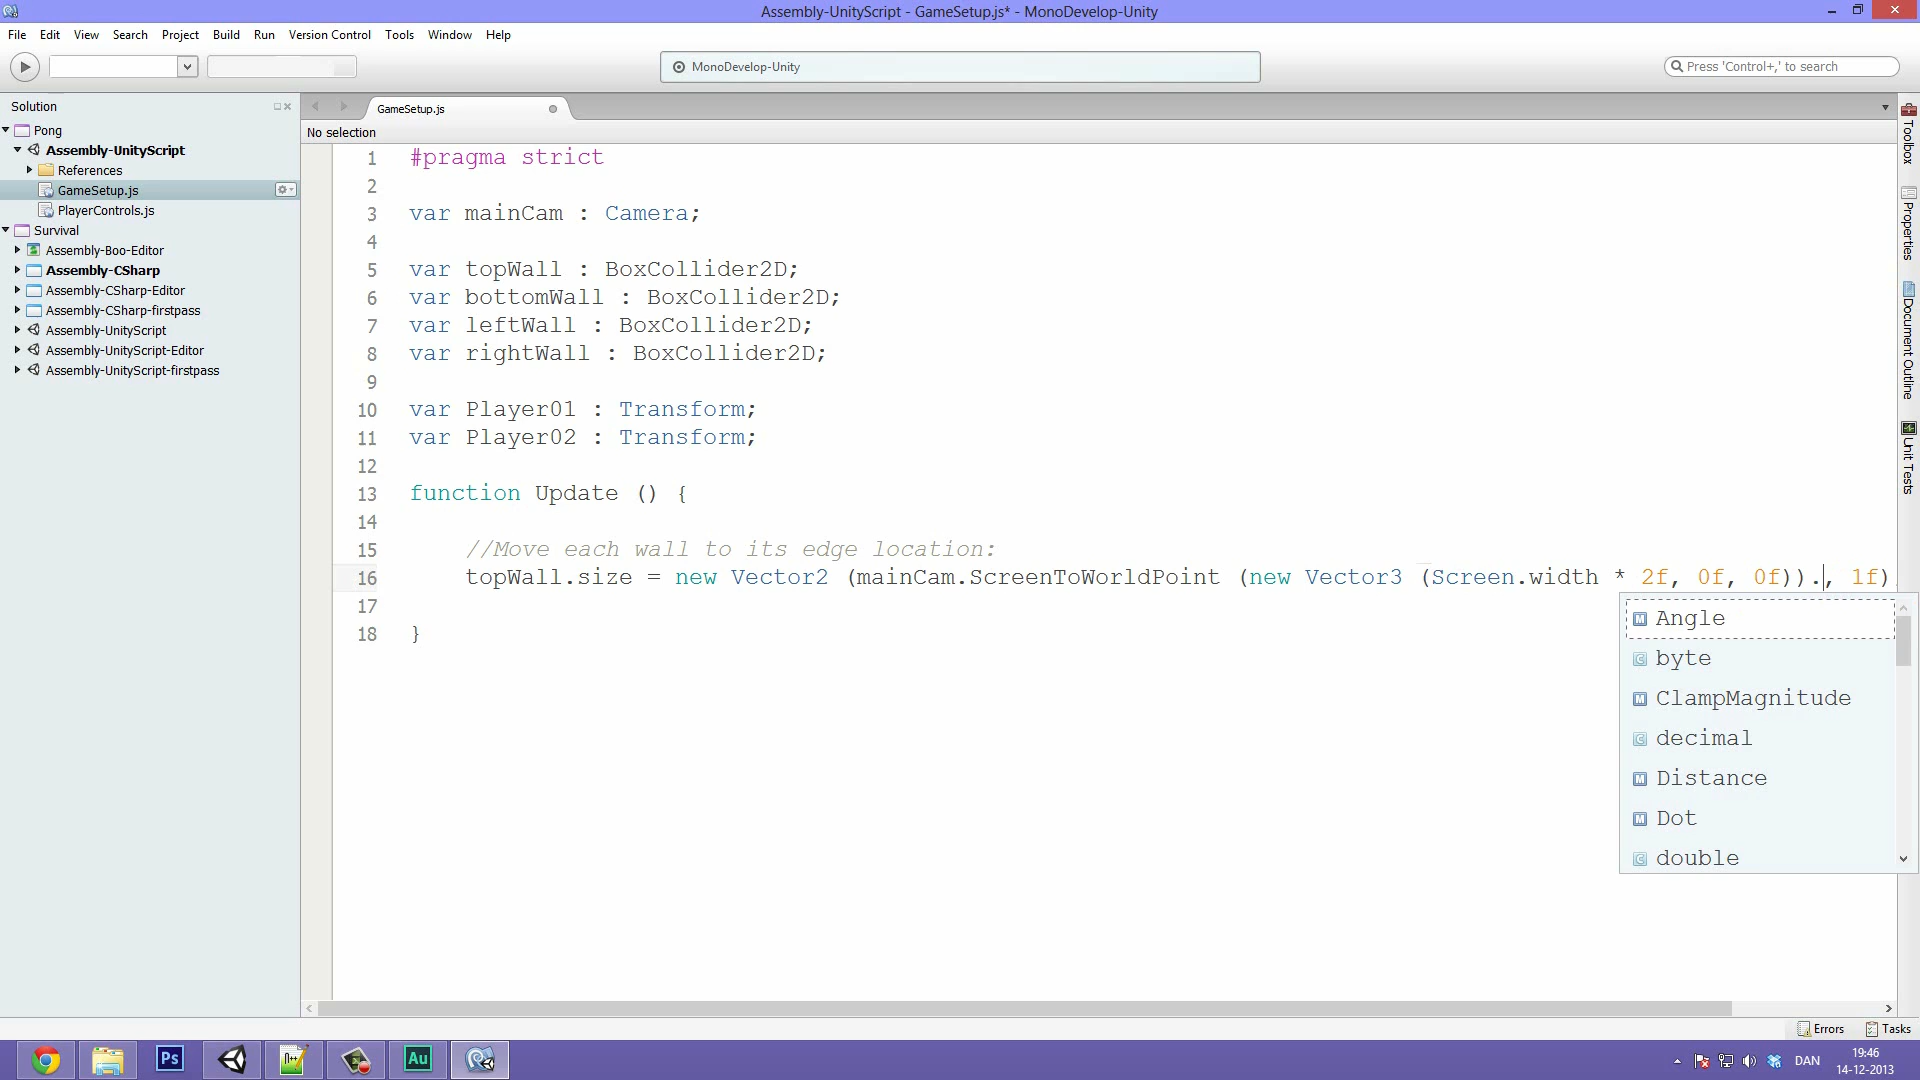 Assembly-UnityScript - GameSetup.js* - MonoDevelop-Unity
File Edit View Search Project Build Run Version Control Tools Window Help
MonoDevelop-Unity
Press 'Control+,' to search
Solution
Pong
Assembly-UnityScript
References
GameSetup.js
PlayerControls.js
Survival
Assembly-Boo-Editor
Assembly-CSharp
Assembly-CSharp-Editor
Assembly-CSharp-firstpass
Assembly-UnityScript
Assembly-UnityScript-Editor
Assembly-UnityScript-firstpass
GameSetup.js
No selection
1 #pragma strict
2
3 var mainCam : Camera;
4
5 var topWall : BoxCollider2D;
6 var bottomWall : BoxCollider2D;
7 var leftWall : BoxCollider2D;
8 var rightWall : BoxCollider2D;
9
10 var Player01 : Transform;
11 var Player02 : Transform;
12
13 function Update () {
14
15 //Move each wall to its edge location:
16 topWall.size = new Vector2 (mainCam.ScreenToWorldPoint (new Vector3 (Screen.width * 2f, 0f, 0f))., 1f)
17
18 }
Angle
byte
ClampMagnitude
decimal
Distance
Dot
double
Toolbox
Properties
Document Outline
Unit Tests
Errors Tasks
Ps
Au
DAN
19:46
14-12-2013